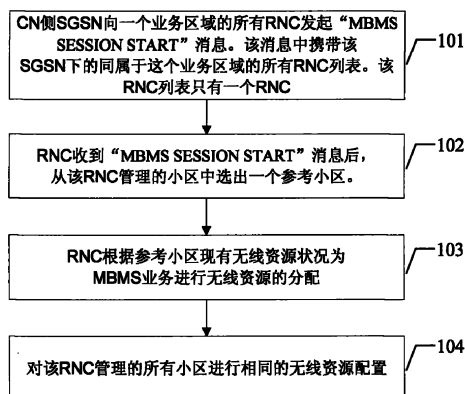 CN侧SGSN向一个业务区域的所有RNC发起“MBMS
SESSION START”消息。该消息中携带该
SGSN下的同属于这个业务区域的所有RNC列表。该
RNC列表只有一个RNC
101
RNC收到“MBMS SESSION START”消息后，
从该RNC管理的小区中选出一个参考小区。
102
RNC根据参考小区现有无线资源状况为
MBMS业务进行无线资源的分配
103
对该RNC管理的所有小区进行相同的无线资源配置
104